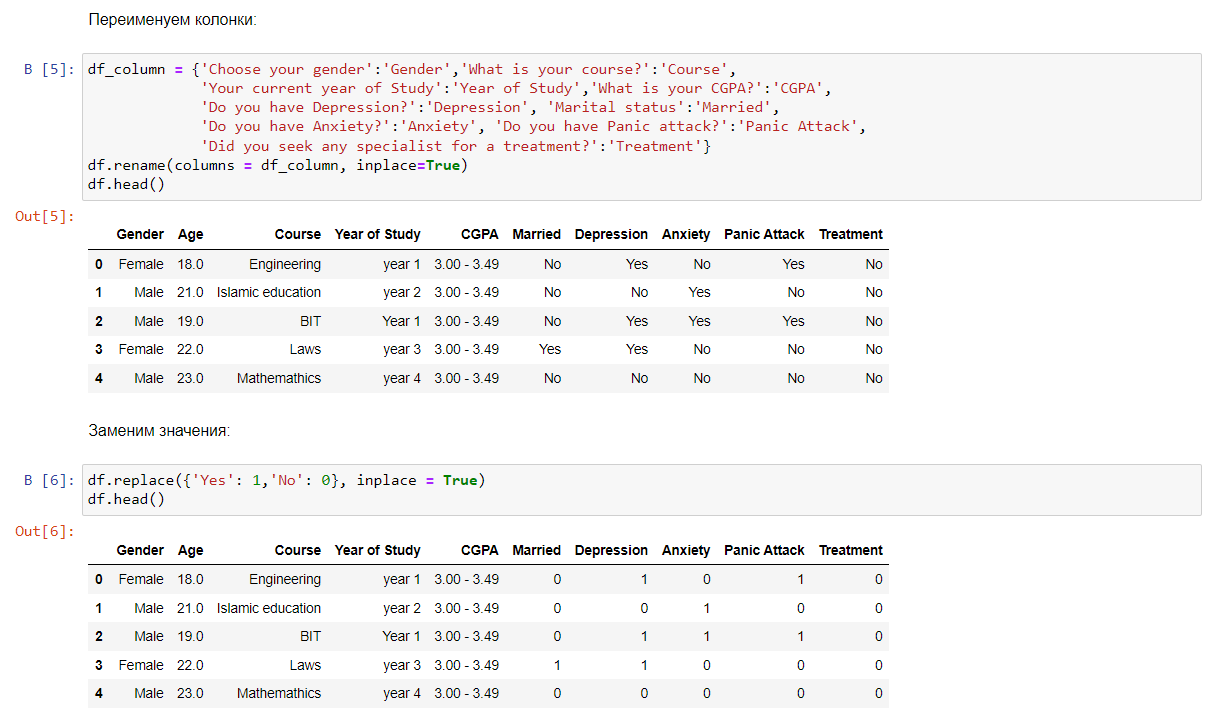 Переименуем колонки:
B [5]: df_column = {'Choose your gender':'Gender','What is your course?':'Course',
'Your current year of Study':'Year of Study','What is your CGPA?':'CGPA',
'Do you have Depression?':'Depression', 'Marital status':'Married',
'Do you have Anxiety?':'Anxiety', 'Do you have Panic attack?':'Panic Attack',
'Did you seek any specialist for a treatment?':'Treatment'}
df.rename(columns = df_column, inplace=True)
df.head()
Out[5]:
Gender Age Course Year of Study CGPA Married Depression Anxiety Panic Attack Treatment
0 Female 18.0 Engineering year 1 3.00 - 3.49 No Yes No Yes No
1 Male 21.0 Islamic education year 2 3.00 - 3.49 No No Yes No No
2 Male 19.0 BIT Year 1 3.00 - 3.49 No Yes Yes Yes No
3 Female 22.0 Laws year 3 3.00 - 3.49 Yes Yes No No No
4 Male 23.0 Mathemathics year 4 3.00 - 3.49 No No No No No
Заменим значения:
B [6]: df.replace({'Yes': 1,'No': 0}, inplace = True)
df.head()
Out[6]:
Gender Age Course Year of Study CGPA Married Depression Anxiety Panic Attack Treatment
0 Female 18.0 Engineering year 1 3.00 - 3.49 0 1 0 1 0
1 Male 21.0 Islamic education year 2 3.00 - 3.49 0 0 1 0 0
2 Male 19.0 BIT Year 1 3.00 - 3.49 0 1 1 1 0
3 Female 22.0 Laws year 3 3.00 - 3.49 1 1 0 0 0
4 Male 23.0 Mathemathics year 4 3.00 - 3.49 0 0 0 0 0